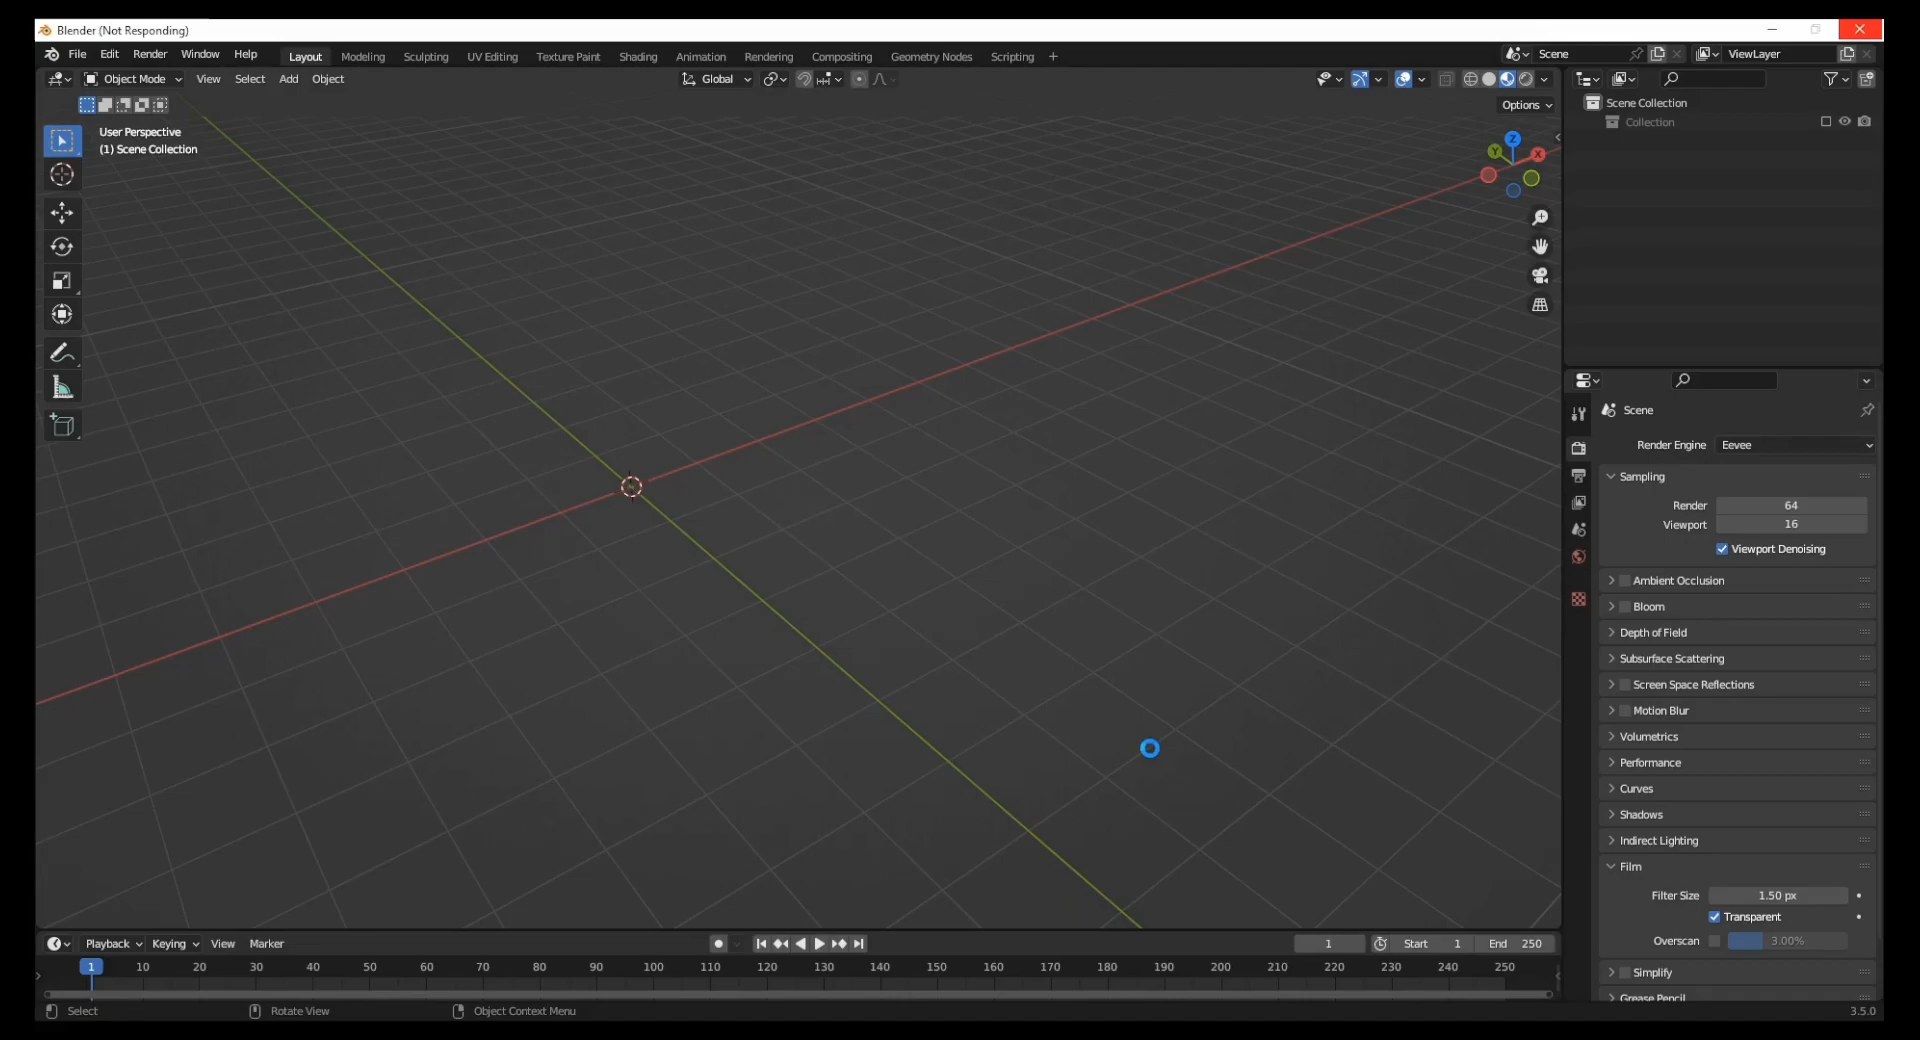 Blender (Not Responding)
File Edit Render Window Help Layout Modeling Sculpting UV Editing Texture Paint Shading Animation Rendering Compositing Geometry Nodes Scripting + Scene ViewLayer
Object Mode View Select Add Object Global
Options
User Perspective
(1) Scene Collection
Z
Y
X
Scene Collection
Collection
Scene
Render Engine Eevee
Sampling
Render 64
Viewport 16
Viewport Denoising
Ambient Occlusion
Bloom
Depth of Field
Subsurface Scattering
Screen Space Reflections
Motion Blur
Volumetrics
Performance
Curves
Shadows
Indirect Lighting
Film
Filter Size 1.50 px
Transparent
Overscan 3.00%
Simplify
Grease Pencil
Playback Keying View Marker 1 Start 1 End 250
1 10 20 30 40 50 60 70 80 90 100 110 120 130 140 150 160 170 180 190 200 210 220 230 240 250
Select Rotate View Object Context Menu 3.5.0